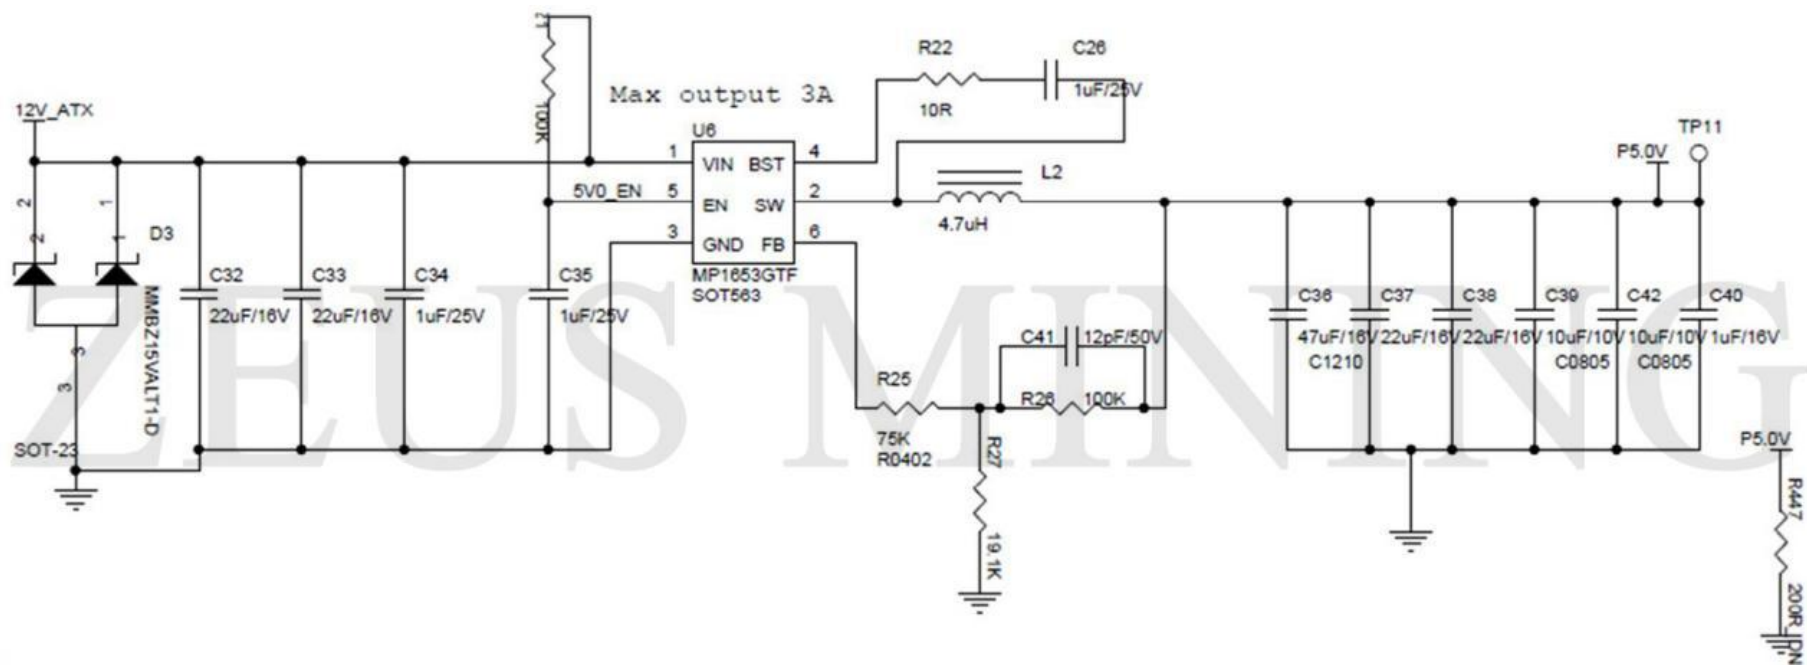 12V_ATX
2
2
1
1
D3
MMBZ15VALT1-D
3
3
SOT-23
C32
22uF/16V
C33
22uF/16V
C34
1uF/25V
100K
5V0_EN
C35
1uF/25V
Max output 3A
U6
1
VIN
BST
4
5
EN
SW
2
3
GND
FB
6
MP1653GTF
SOT563
R22
10R
C26
1uF/25V
L2
4.7uH
C41
12pF/50V
R25
75K
R0402
R26
100K
R27
19.1K
C36
47uF/16V
C1210
C37
22uF/16V
C38
22uF/16V
C39
10uF/10V
C0805
C42
10uF/10V
C0805
C40
1uF/16V
P5.0V
TP11
P5.0V
R447
200R_DN
ZEUS MINING